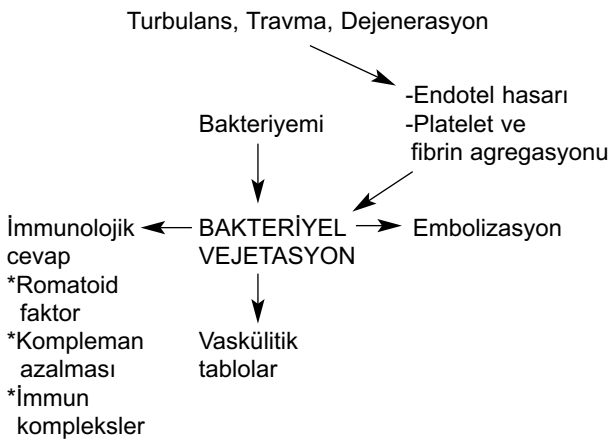 Turbulans, Travma, Dejenerasyon
-Endotel hasarı
-Platelet ve
fibrin agregasyonu
Bakteriyemi
İmmunolojik
cevap
*Romatoid
faktor
*Kompleman
azalması
*İmmun
kompleksler
BAKTERİYEL
VEJETASYON
Embolizasyon
Vaskülitik
tablolar